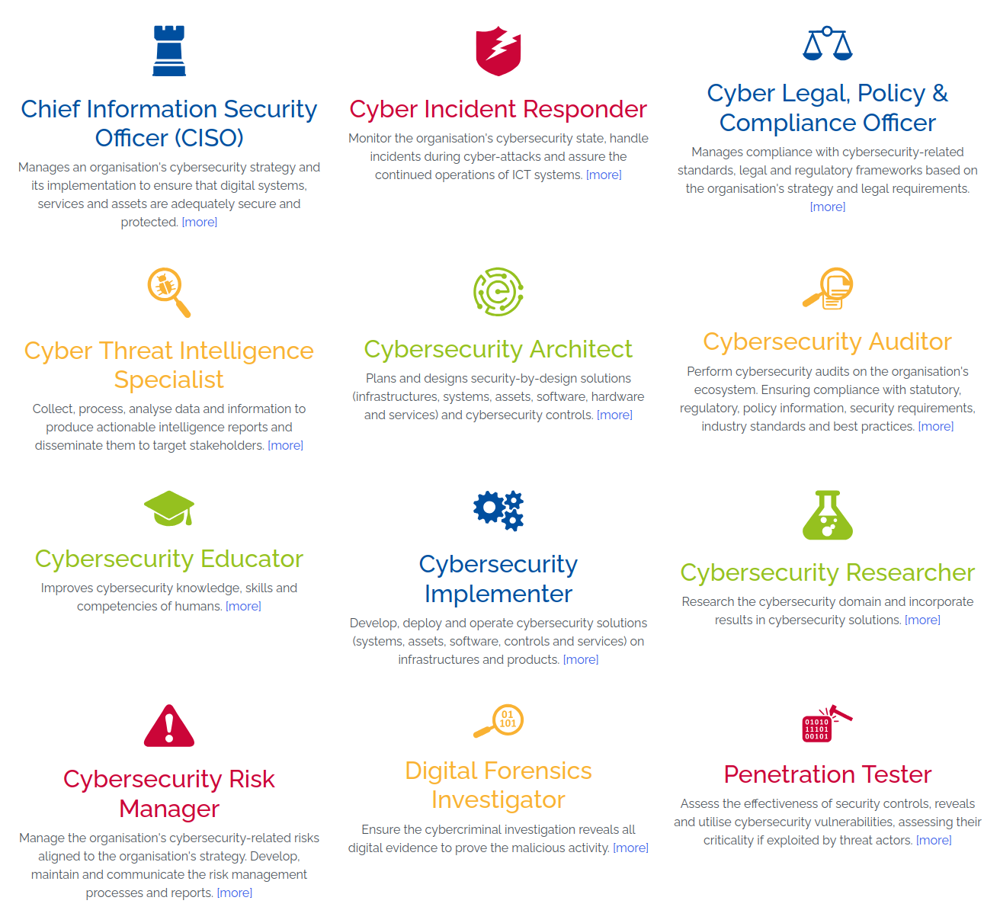 Chief Information Security
Officer (CISO)
Manages an organisation's cybersecurity strategy and
its implementation to ensure that digital systems,
services and assets are adequately secure and
protected. [more]
Cyber Incident Responder
Monitor the organisation's cybersecurity state, handle
incidents during cyber-attacks and assure the
continued operations of ICT systems. [more]
Cyber Legal, Policy &
Compliance Officer
Manages compliance with cybersecurity-related
standards, legal and regulatory frameworks based on
the organisation's strategy and legal requirements.
[more]
Cyber Threat Intelligence
Specialist
Collect, process, analyse data and information to
produce actionable intelligence reports and
disseminate them to target stakeholders. [more]
Cybersecurity Architect
Plans and designs security-by-design solutions
(infrastructures, systems, assets, software, hardware
and services) and cybersecurity controls. [more]
Cybersecurity Auditor
Perform cybersecurity audits on the organisation's
ecosystem. Ensuring compliance with statutory,
regulatory, policy information, security requirements,
industry standards and best practices. [more]
Cybersecurity Educator
Improves cybersecurity knowledge, skills and
competencies of humans. [more]
Cybersecurity
Implementer
Develop, deploy and operate cybersecurity solutions
(systems, assets, software, controls and services) on
infrastructures and products. [more]
Cybersecurity Researcher
Research the cybersecurity domain and incorporate
results in cybersecurity solutions. [more]
Cybersecurity Risk
Manager
Manage the organisation's cybersecurity-related risks
aligned to the organisation's strategy. Develop,
maintain and communicate the risk management
processes and reports. [more]
01
101
Digital Forensics
Investigator
Ensure the cybercriminal investigation reveals all
digital evidence to prove the malicious activity. [more]
01010
11101
00101
Penetration Tester
Assess the effectiveness of security controls, reveals
and utilise cybersecurity vulnerabilities, assessing their
criticality if exploited by threat actors. [more]